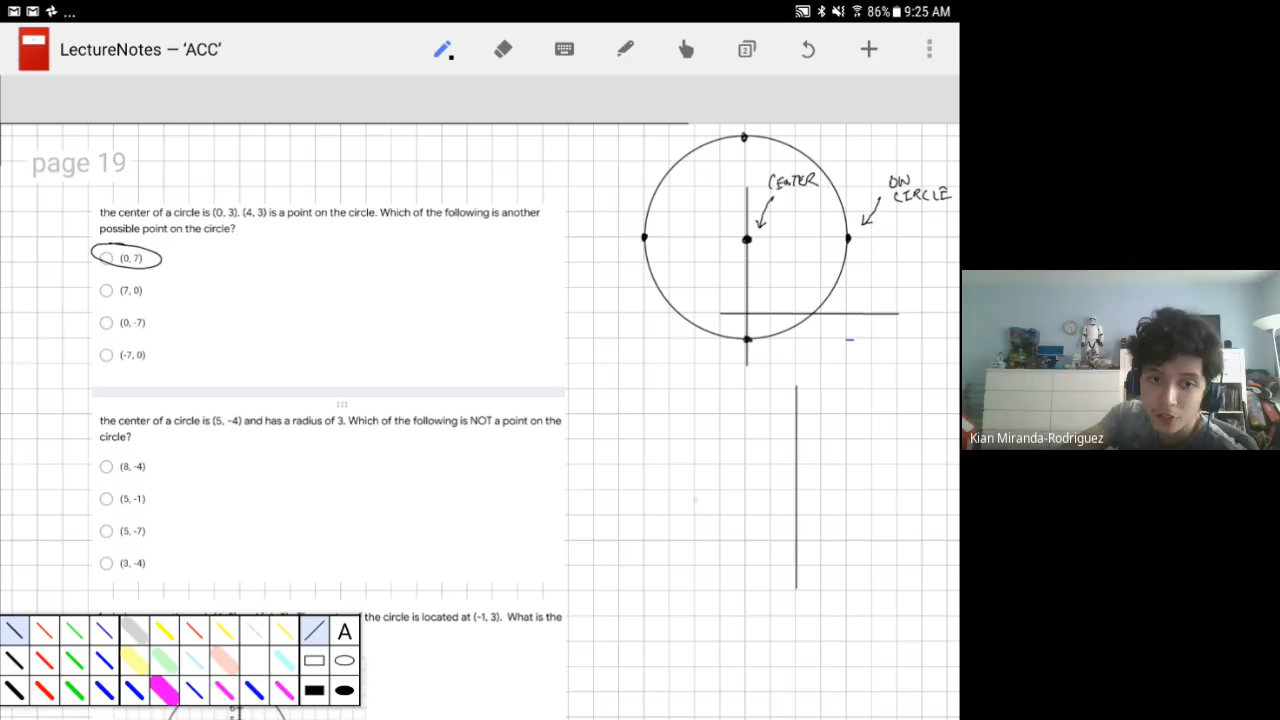 ... 86% 9:25 AM
LectureNotes — ‘ACC’
2
page 19
the center of a circle is (0, 3). (4, 3) is a point on the circle. Which of the following is another
possible point on the circle?
(0, 7)
(7, 0)
(0, -7)
(-7, 0)
CENTER
ON
CIRCLE
the center of a circle is (5, -4) and has a radius of 3. Which of the following is NOT a point on the
circle?
(8, -4)
(5, -1)
(5, -7)
(3, -4)
the circle is located at (-1, 3). What is the
A
Kian Miranda-Rodriguez